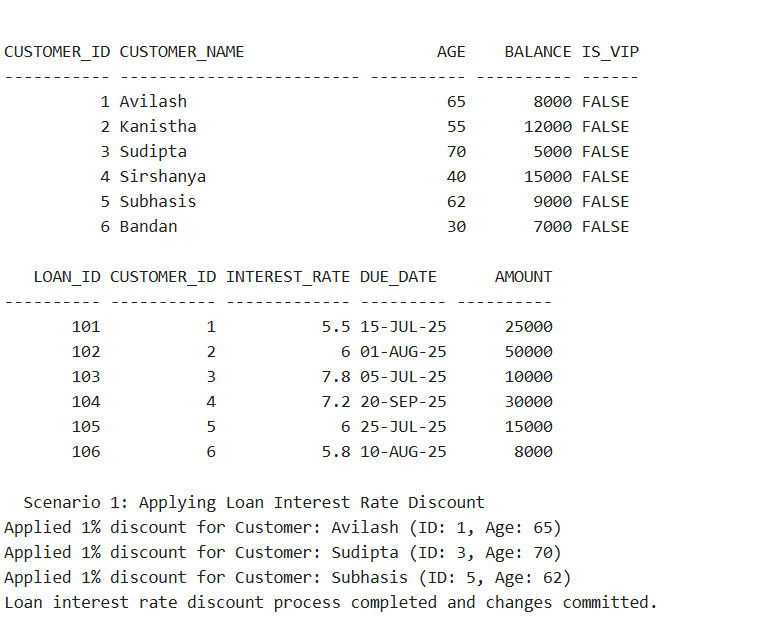 CUSTOMER_ID CUSTOMER_NAME                    AGE    BALANCE IS_VIP
----------- ------------------------- ---------- ---------- ------
          1 Avilash                           65       8000 FALSE
          2 Kanistha                          55      12000 FALSE
          3 Sudipta                           70       5000 FALSE
          4 Sirshanya                         40      15000 FALSE
          5 Subhasis                          62       9000 FALSE
          6 Bandan                            30       7000 FALSE
   LOAN_ID CUSTOMER_ID INTEREST_RATE DUE_DATE      AMOUNT
---------- ----------- ------------- --------- ----------
       101           1           5.5 15-JUL-25      25000
       102           2             6 01-AUG-25      50000
       103           3           7.8 05-JUL-25      10000
       104           4           7.2 20-SEP-25      30000
       105           5             6 25-JUL-25      15000
       106           6           5.8 10-AUG-25       8000
  Scenario 1: Applying Loan Interest Rate Discount
Applied 1% discount for Customer: Avilash (ID: 1, Age: 65)
Applied 1% discount for Customer: Sudipta (ID: 3, Age: 70)
Applied 1% discount for Customer: Subhasis (ID: 5, Age: 62)
Loan interest rate discount process completed and changes committed.